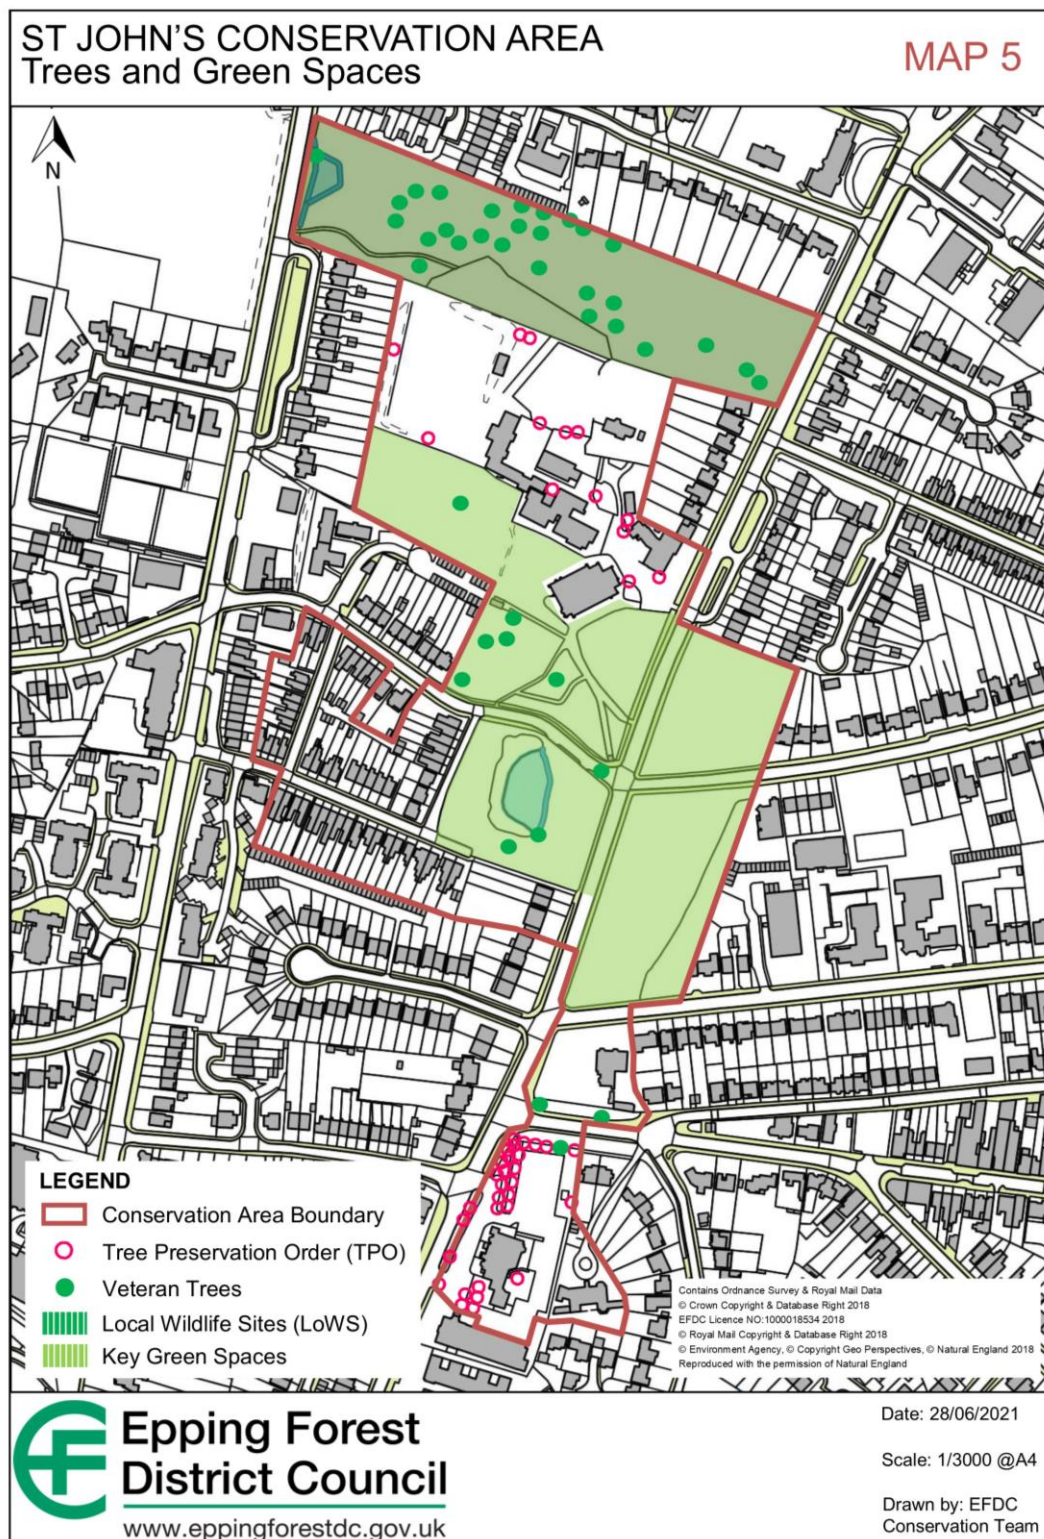 ST JOHN'S CONSERVATION AREA
Trees and Green Spaces
MAP 5
N
LEGEND
Conservation Area Boundary
Tree Preservation Order (TPO)
Veteran Trees
Local Wildlife Sites (LoWS)
Key Green Spaces
Contains Ordnance Survey & Royal Mail Data
© Crown Copyright & Database Right 2018
EFDC Licence NO:1000018534 2018
© Royal Mail Copyright & Database Right 2018
© Environment Agency, © Copyright Geo Perspectives, © Natural England 2018
Reproduced with the permission of Natural England
Epping Forest
District Council
www.eppingforestdc.gov.uk
Date: 28/06/2021
Scale: 1/3000 @A4
Drawn by: EFDC
Conservation Team